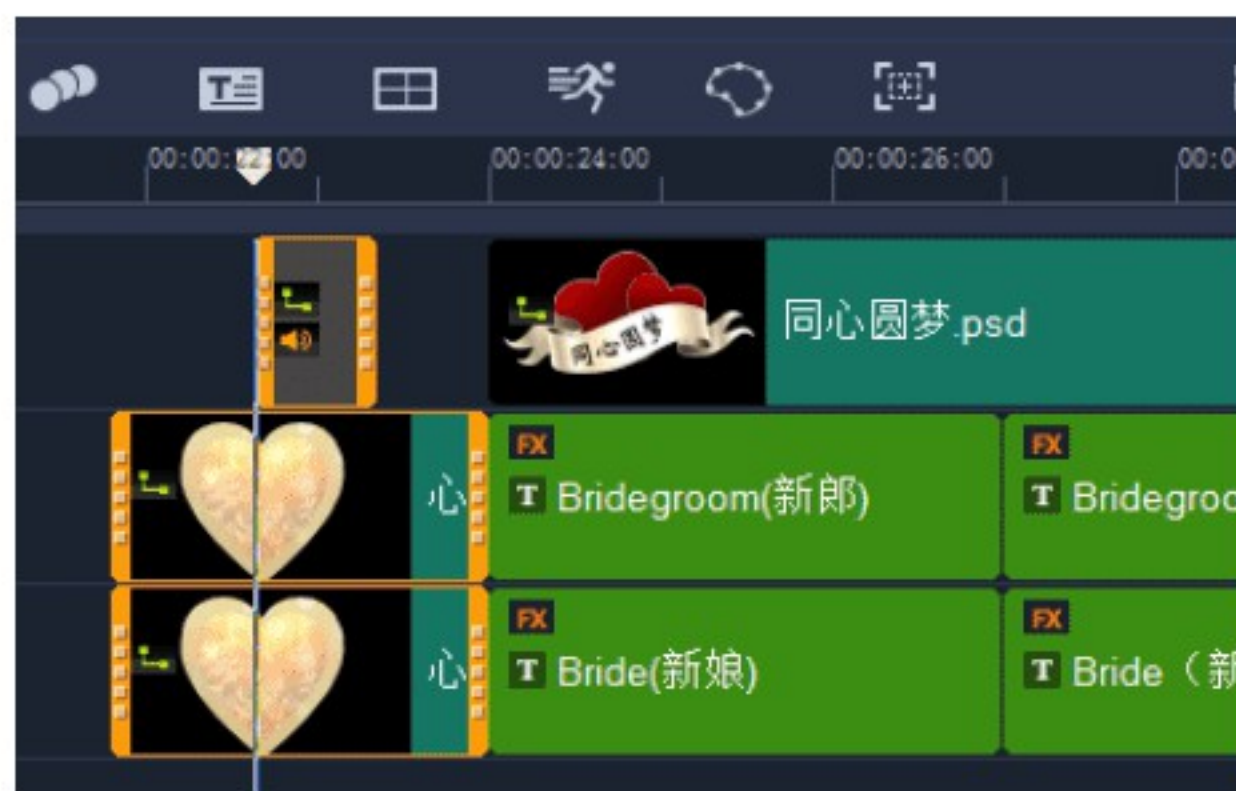 T
00:00:22:00
00:00:24:00
00:00:26:00
00:0
同心圆梦
同心圆梦.psd
心
FX
T Bridegroom(新郎)
FX
T Bridegroo
心
FX
T Bride(新娘)
FX
T Bride（新